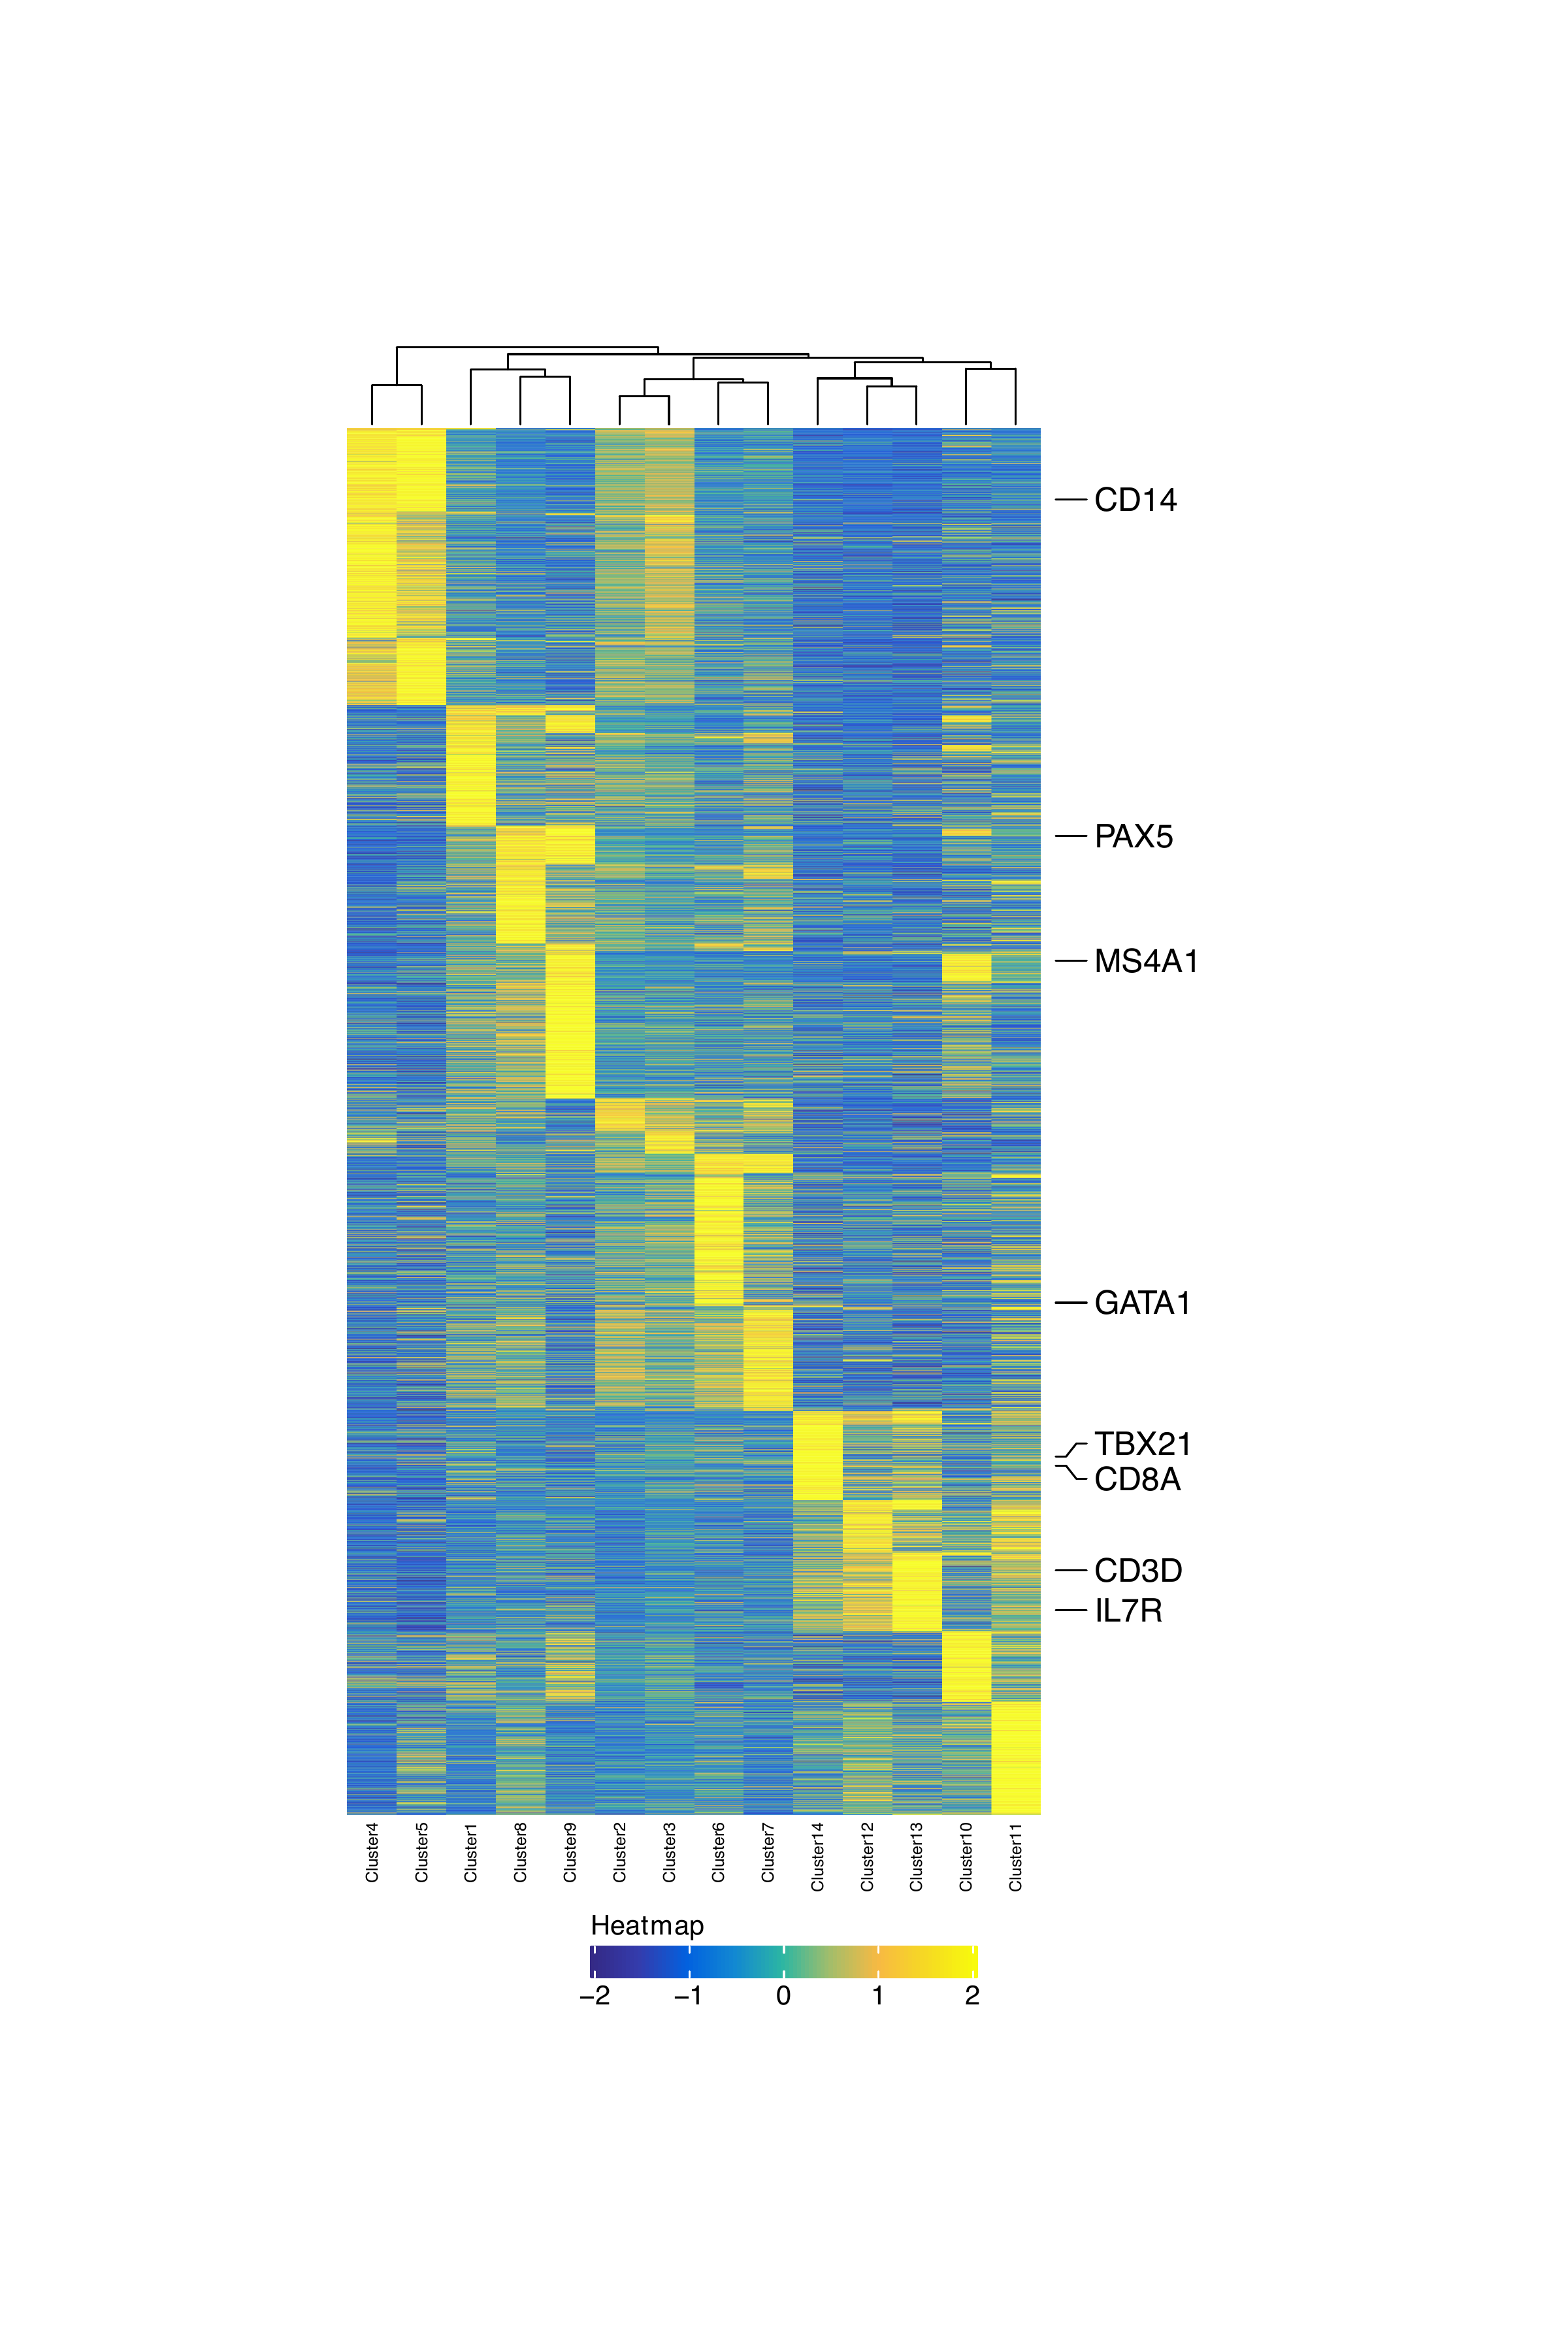 CD14
PAX5
MS4A1
GATA1
TBX21
CD8A
CD3D
IL7R
Cluster4
Cluster5
Cluster1
Cluster8
Cluster9
Cluster2
Cluster3
Cluster6
Cluster7
Cluster14
Cluster12
Cluster13
Cluster10
Cluster11
Heatmap
−2 −1 0 1 2